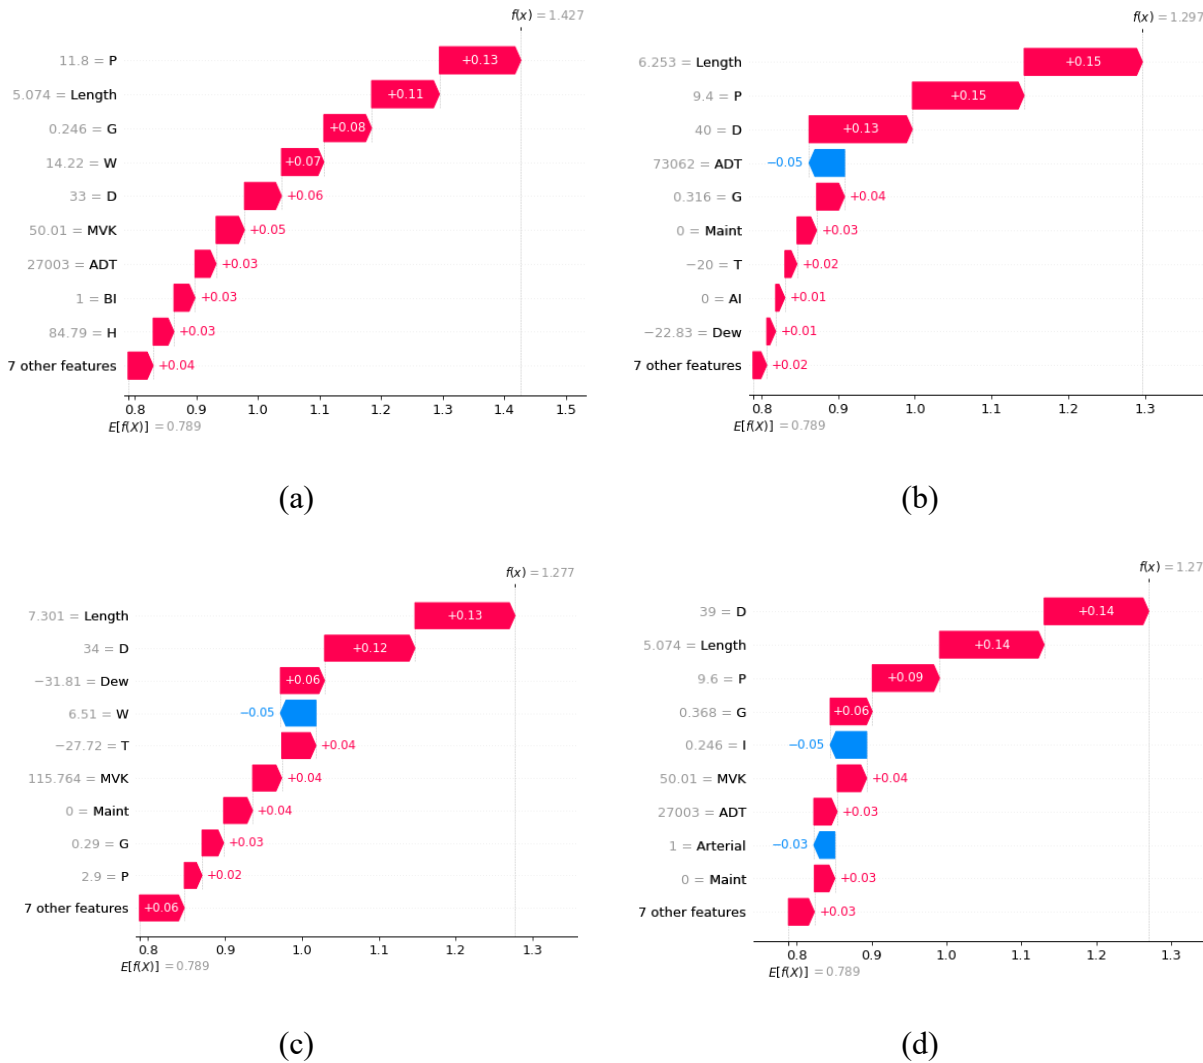 f(x) = 1.427
11.8 = P
+0.13
5.074 = Length
+0.11
0.246 = G
+0.08
14.22 = W
+0.07
33 = D
+0.06
50.01 = MVK
+0.05
27003 = ADT
+0.03
1 = BI
+0.03
84.79 = H
+0.03
7 other features
+0.04
0.8 0.9 1.0 1.1 1.2 1.3 1.4 1.5
E[f(X)] = 0.789
(a)
f(x) = 1.297
6.253 = Length
+0.15
9.4 = P
+0.15
40 = D
+0.13
73062 = ADT
−0.05
0.316 = G
+0.04
0 = Maint
+0.03
−20 = T
+0.02
0 = AI
+0.01
−22.83 = Dew
+0.01
7 other features
+0.02
0.8 0.9 1.0 1.1 1.2 1.3
E[f(X)] = 0.789
(b)
f(x) = 1.277
7.301 = Length
+0.13
34 = D
+0.12
−31.81 = Dew
+0.06
6.51 = W
−0.05
−27.72 = T
+0.04
115.764 = MVK
+0.04
0 = Maint
+0.04
0.29 = G
+0.03
2.9 = P
+0.02
7 other features
+0.06
0.8 0.9 1.0 1.1 1.2 1.3
E[f(X)] = 0.789
(c)
f(x) = 1.27
39 = D
+0.14
5.074 = Length
+0.14
9.6 = P
+0.09
0.368 = G
+0.06
0.246 = I
−0.05
50.01 = MVK
+0.04
27003 = ADT
+0.03
1 = Arterial
−0.03
0 = Maint
+0.03
7 other features
+0.03
0.8 0.9 1.0 1.1 1.2 1.3
E[f(X)] = 0.789
(d)